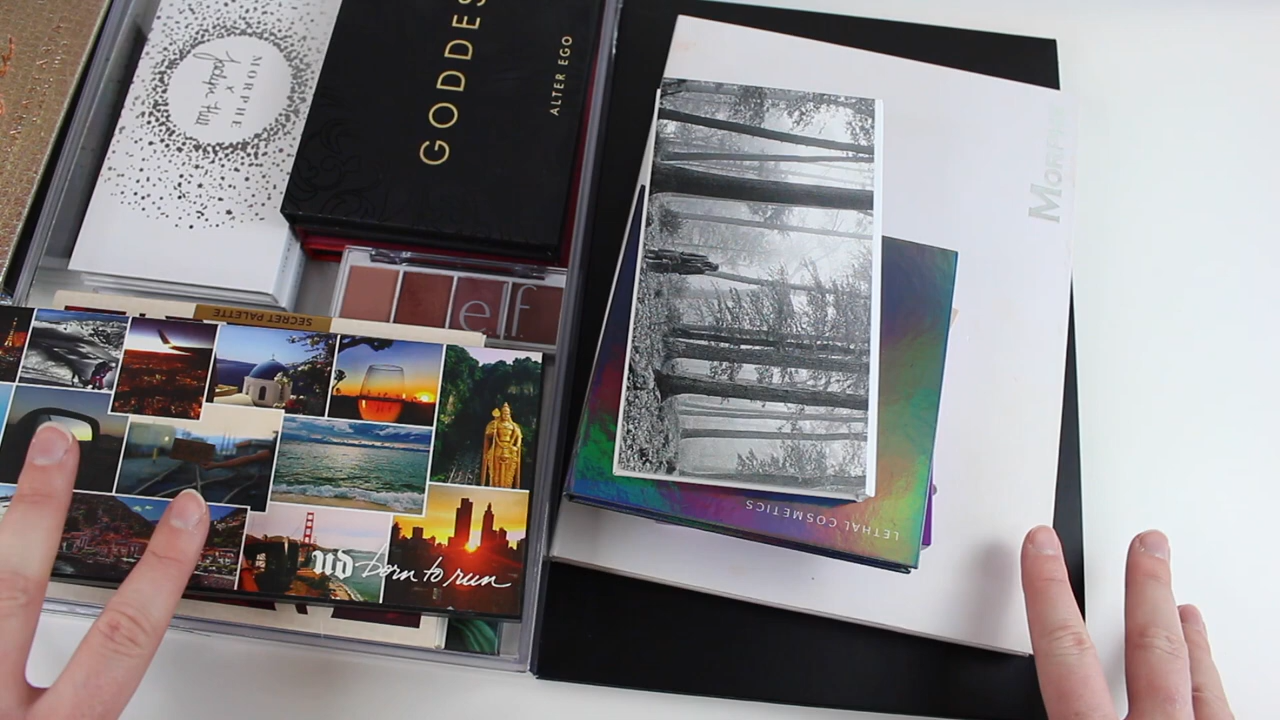 MORPHE
x
Jaclyn Hill
GODDES
ALTER EGO
MORPHE
e.l.f.
SECRET PALETTE
LETHAL COSMETICS
UD born to run